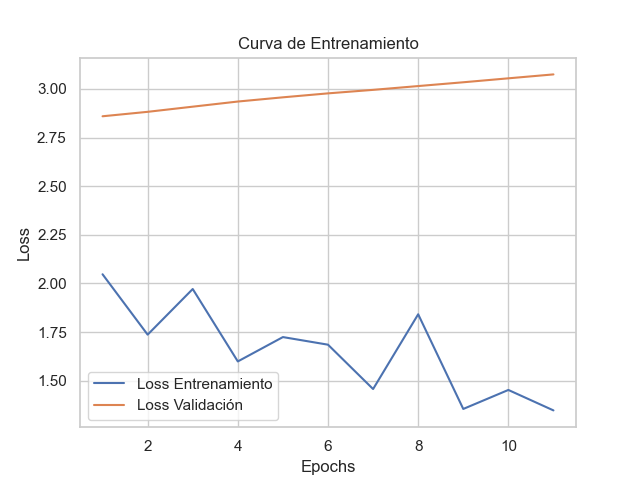 Curva de Entrenamiento
3.00
2.75
2.50
2.25
2.00
1.75
1.50
Loss
Loss Entrenamiento
Loss Validación
2 4 6 8 10
Epochs